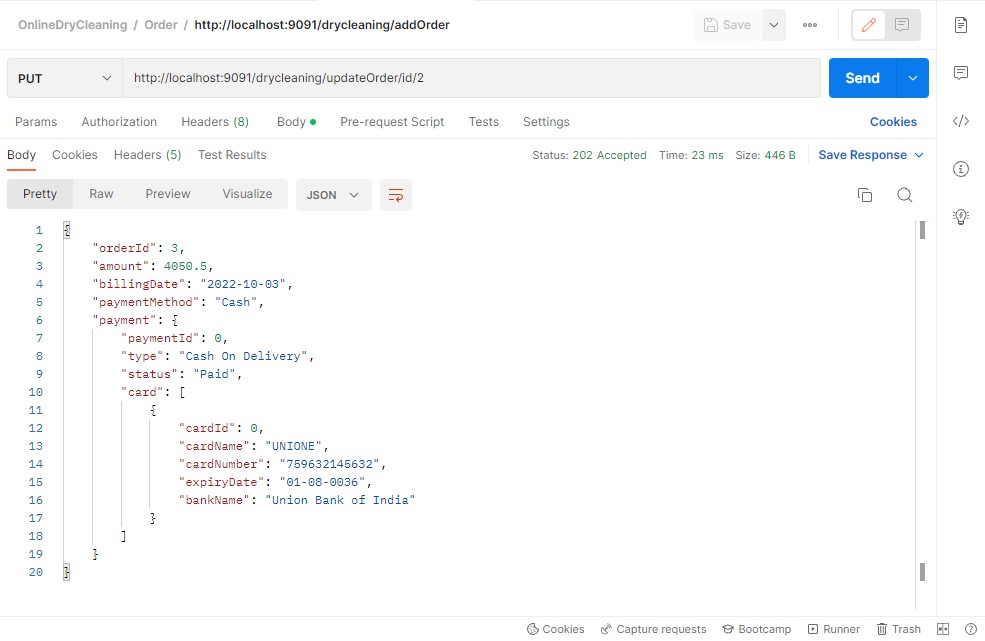 OnlineDryCleaning / Order / http://localhost:9091/drycleaning/addOrder Save
PUT http://localhost:9091/drycleaning/updateOrder/id/2 Send
Params Authorization Headers (8) Body Pre-request Script Tests Settings Cookies
Body Cookies Headers (5) Test Results Status: 202 Accepted Time: 23 ms Size: 446 B Save Response
Pretty Raw Preview Visualize JSON
1 {
2 "orderId": 3,
3 "amount": 4050.5,
4 "billingDate": "2022-10-03",
5 "paymentMethod": "Cash",
6 "payment": {
7 "paymentId": 0,
8 "type": "Cash On Delivery",
9 "status": "Paid",
10 "card": [
11 {
12 "cardId": 0,
13 "cardName": "UNIONE",
14 "cardNumber": "759632145632",
15 "expiryDate": "01-08-0036",
16 "bankName": "Union Bank of India"
17 }
18 ]
19 }
20 }
Cookies Capture requests Bootcamp Runner Trash